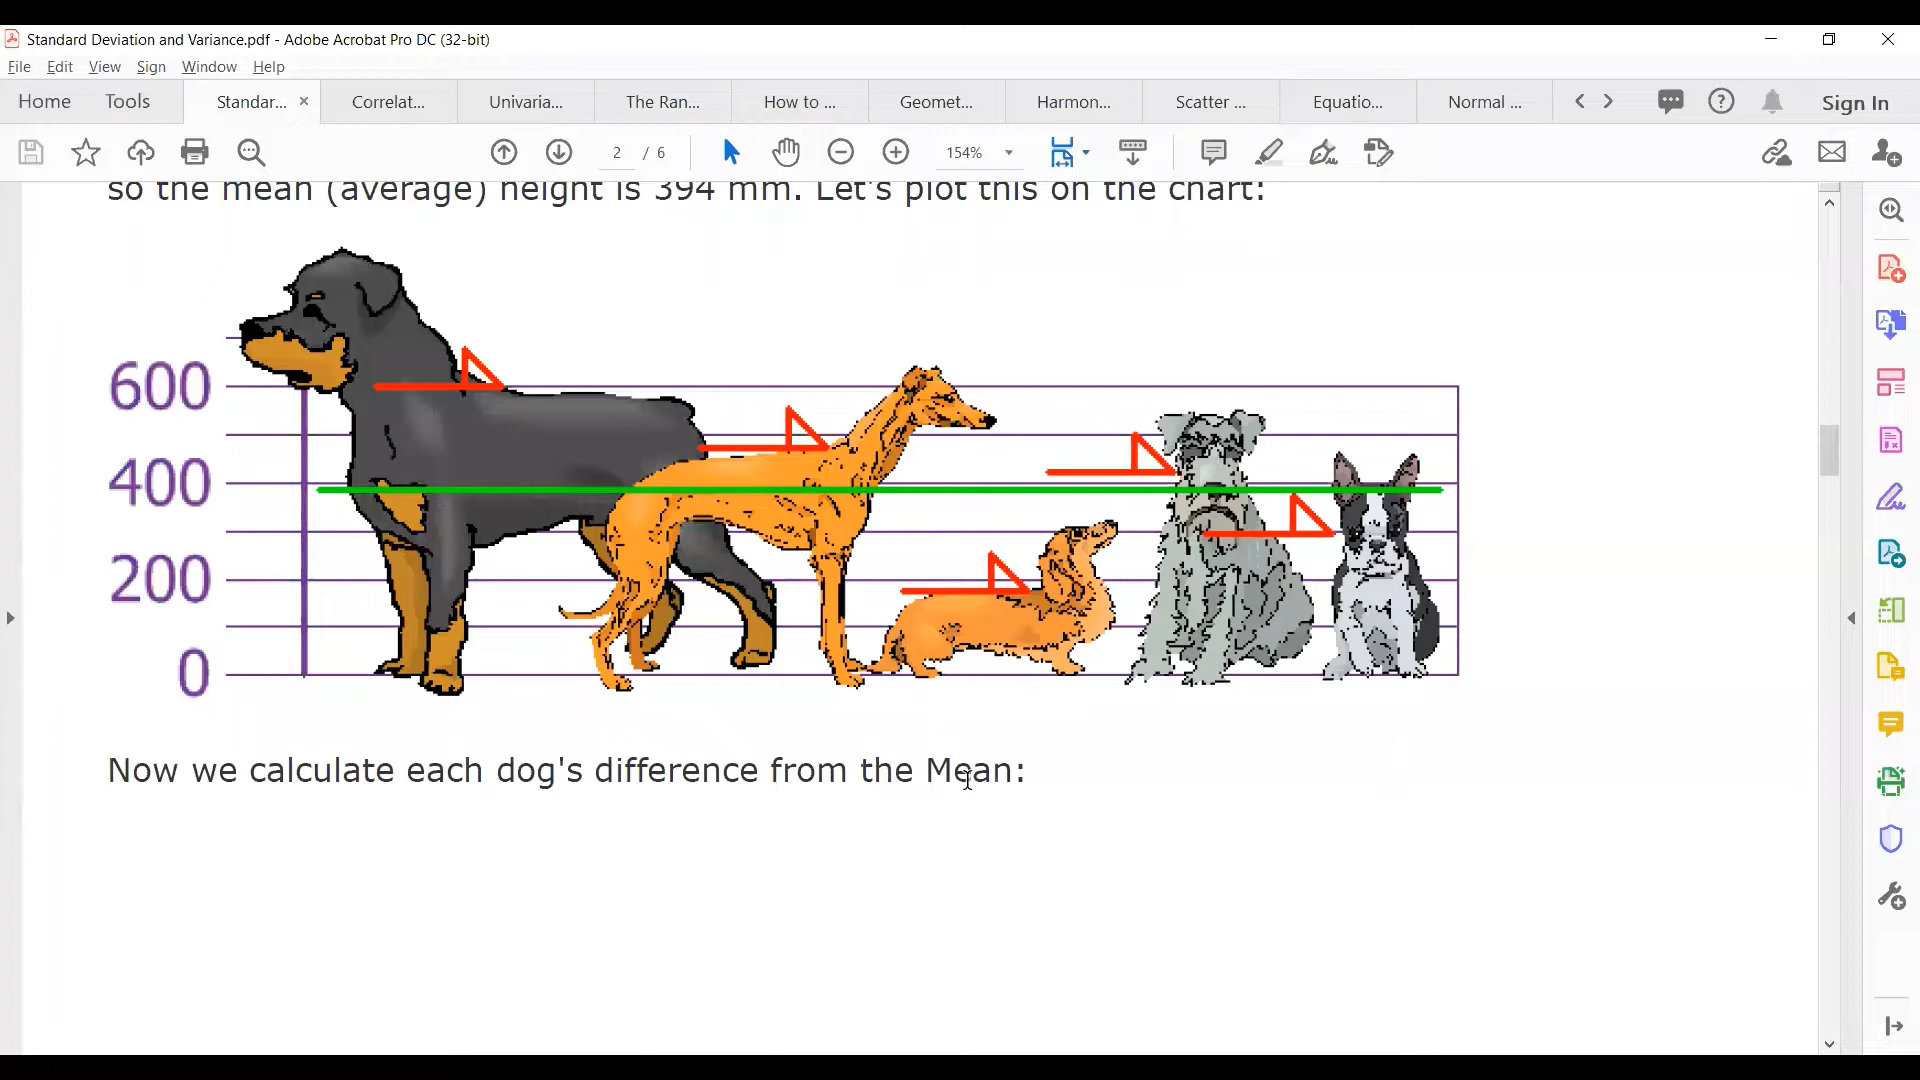 Standard Deviation and Variance.pdf - Adobe Acrobat Pro DC (32-bit)
File Edit View Sign Window Help
Home Tools Standar... × Correlat... Univaria... The Ran... How to ... Geomet... Harmon... Scatter ... Equatio... Normal ... Sign In
2 / 6 154%
so the mean (average) height is 394 mm. Let's plot this on the chart:
600
400
200
0
Now we calculate each dog's difference from the Mean: